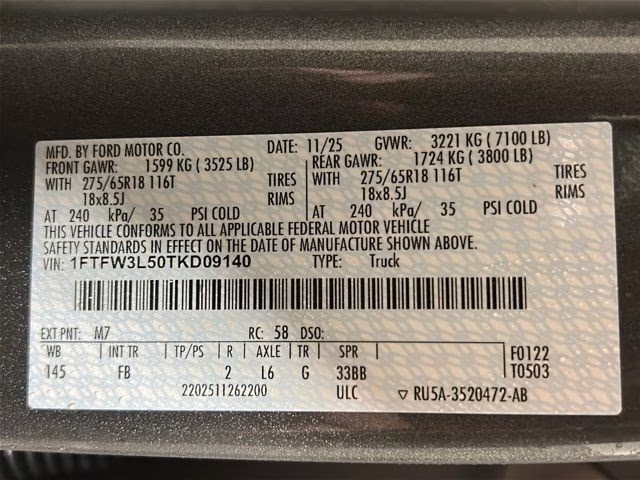 MFD. BY FORD MOTOR CO. DATE: 11/25 GVWR: 3221 KG ( 7100 LB)
FRONT GAWR: 1599 KG ( 3525 LB) REAR GAWR: 1724 KG ( 3800 LB)
WITH 275/65R18 116T TIRES WITH 275/65R18 116T TIRES
18x8.5J RIMS 18x8.5J RIMS
AT 240 kPa/ 35 PSI COLD AT 240 kPa/ 35 PSI COLD
THIS VEHICLE CONFORMS TO ALL APPLICABLE FEDERAL MOTOR VEHICLE
SAFETY STANDARDS IN EFFECT ON THE DATE OF MANUFACTURE SHOWN ABOVE.
VIN: 1FTFW3L50TKD09140 TYPE: Truck
EXT PNT: M7 RC: 58 DSO:
WB INT TR TP/PS R AXLE TR SPR F0122
145 FB 2 L6 G 33BB T0503
2202511262200 ULC ▽ RU5A-3520472-AB